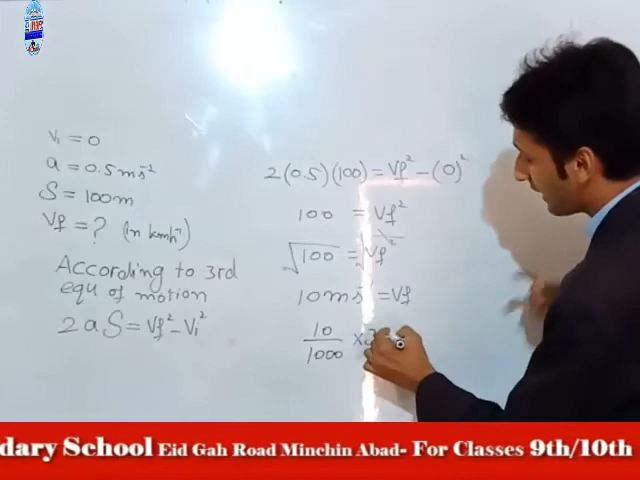 Vi = 0
a = 0.5ms⁻²
S = 100m
Vf = ? (in kmh⁻¹)
According to 3rd
equ of motion
2aS = Vf² - Vi²
2(0.5)(100) = Vf² - (0)²
100 = Vf²
√100 = √Vf²
10ms⁻¹ = Vf
10/1000 × 3
dary School Eid Gah Road Minchin Abad- For Classes 9th/10th